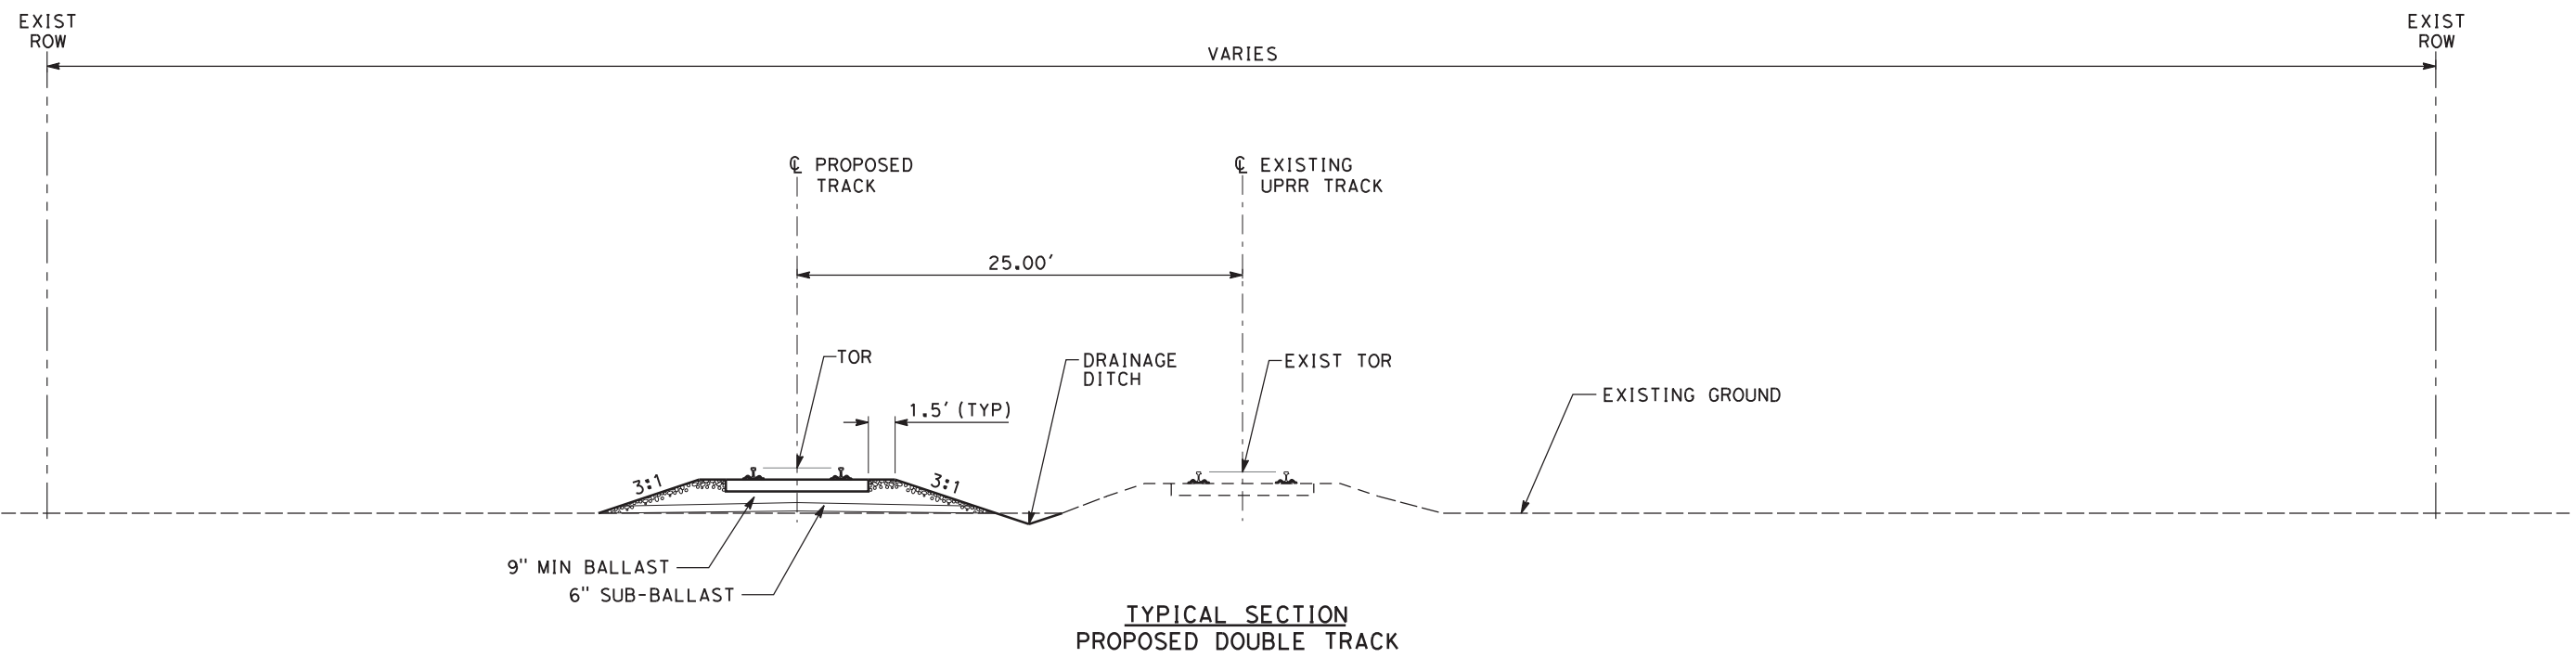 EXIST
ROW
EXIST
ROW
VARIES
℄ PROPOSED
TRACK
℄ EXISTING
UPRR TRACK
25.00'
TOR
DRAINAGE
DITCH
EXIST TOR
EXISTING GROUND
1.5' (TYP)
3:1
3:1
9" MIN BALLAST
6" SUB-BALLAST
TYPICAL SECTION
PROPOSED DOUBLE TRACK